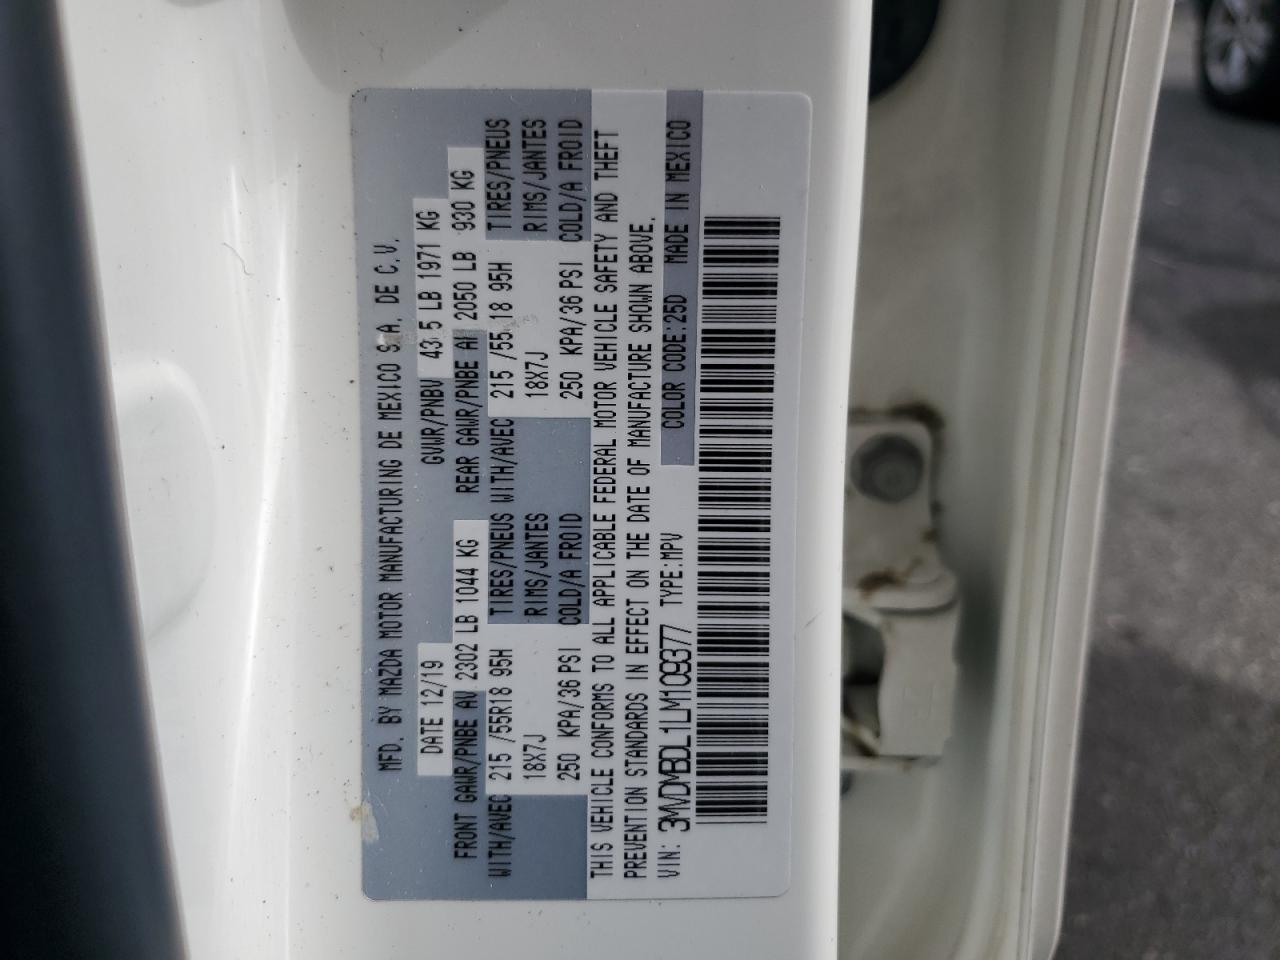 MFD. BY MAZDA MOTOR MANUFACTURING DE MEXICO S.A. DE C.V.
DATE 12/19 GVWR/PNBV 43 5 LB 1971 KG
FRONT GAWR/PNBE AV 2302 LB 1044 KG REAR GAWR/PNBE AR 2050 LB 930 KG
WITH/AVEC 215 /55R18 95H TIRES/PNEUS WITH/AVEC 215 /55 18 95H TIRES/PNEUS
18X7J RIMS/JANTES 18X7J RIMS/JANTES
250 KPA/36 PSI COLD/A FROID 250 KPA/36 PSI COLD/A FROID
THIS VEHICLE CONFORMS TO ALL APPLICABLE FEDERAL MOTOR VEHICLE SAFETY AND THEFT
PREVENTION STANDARDS IN EFFECT ON THE DATE OF MANUFACTURE SHOWN ABOVE.
VIN: 3MVDMBDL1LM109377 TYPE:MPV COLOR CODE:25D MADE IN MEXICO